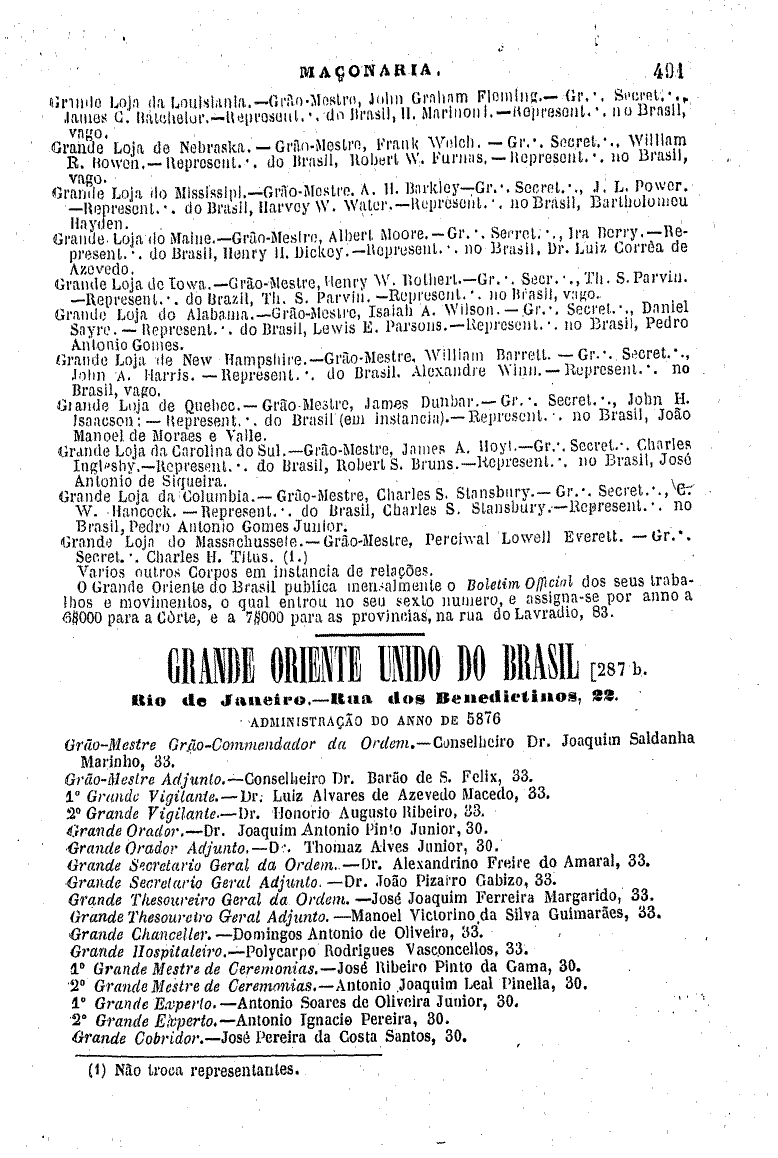 MAÇONARIA. 491
Grande Loja da Louisiania.—Grão-Mestre, John Graham Fleming.— Gr.·. Secret.·.,
James C. Batchelor.—Represent.·. do Brasil, H. Marinoni.—Represent.·. no Brasil,
vago.
Grande Loja de Nebraska. — Grão-Mestre, Frank Welch. — Gr.·. Secret.·., William
R. Bowen.— Represent.·. do Brasil, Robert W. Furnas.— Represent.·. no Brasil,
vago.
Grande Loja do Mississipi.—Grão-Mestre. A. H. Barkley—Gr.·. Secret.·., J. L. Power.
—Represent.·. do Brasil, Harvey W. Water.—Represent.·. no Brasil, Bartholomeu
Hayden.
Grande Loja do Maine.—Grão-Mestre, Albert Moore.—Gr.·. Secret.·., Ira Berry.—Re-
present.·. do Brasil, Henry H. Dickey.—Represent.·. no Brasil, Dr. Luiz Corrêa de
Azevedo.
Grande Loja de Iowa.—Grão-Mestre, Henry W. Rothert.—Gr.·. Secr.·., Th. S. Parvin.
—Represent.·. do Brazil, Th. S. Parvin. —Represent.·. no Brasil, vago.
Grande Loja do Alabama.—Grão-Mestre, Isaiah A. Wilson.— Gr.·. Secret.·., Daniel
Sayre. — Represent.·. do Brasil, Lewis E. Parsons.—Represent.·. no Brasil, Pedro
Antonio Gomes.
Grande Loja de New Hampshire.—Grão-Mestre, William Barrett. — Gr.·. Secret.·.,
John A. Harris. — Represent.·. do Brasil. Alexandre Winn.— Represent.·. no
Brasil, vago.
Grande Loja de Quebec.— Grão-Mestre, James Dunbar.— Gr.·. Secret.·., John H.
Isaacson; — Represent.·. do Brasil (em instancia).— Represent.·. no Brasil, João
Manoel de Moraes e Valle.
Grande Loja da Carolina do Sul.—Grão-Mestre, James A. Hoyt.—Gr.·. Secret.·. Charles
Inglesby.—Represent.·. do Brasil, Robert S. Bruns.—Represent.·. no Brasil, José
Antonio de Siqueira.
Grande Loja da Columbia.— Grão-Mestre, Charles S. Stansbury.— Gr.·. Secret.·., C.
W. Hancock. — Represent.·. do Brasil, Charles S. Stansbury.—Represent.·. no
Brasil, Pedro Antonio Gomes Junior.
Grande Loja do Massachussets.—Grão-Mestre, Perciwal Lowell Everett. — Gr.·.
Secret.·. Charles H. Titus. (1.)
Varios outros Corpos em instancia de relações.
O Grande Oriente do Brasil publica mensalmente o Boletim Official dos seus traba-
lhos e movimentos, o qual entrou no seu sexto numero, e assigna-se por anno a
6$000 para a Côrte, e a 7$000 para as provincias, na rua do Lavradio, 83.
GRANDE ORIENTE UNIDO DO BRASIL [287 b.
Rio de Janeiro.—Rua dos Benedictinos, 22.
ADMINISTRAÇÃO DO ANNO DE 5876
Grão-Mestre Grão-Commendador da Ordem.—Conselheiro Dr. Joaquim Saldanha
Marinho, 33.
Grão-Mestre Adjunto.—Conselheiro Dr. Barão de S. Felix, 33.
1º Grande Vigilante.—Dr. Luiz Alvares de Azevedo Macedo, 33.
2º Grande Vigilante.—Dr. Honorio Augusto Ribeiro, 33.
Grande Orador.—Dr. Joaquim Antonio Pinto Junior, 30.
Grande Orador Adjunto.—Dr. Thomaz Alves Junior, 30.
Grande Secretario Geral da Ordem.—Dr. Alexandrino Freire do Amaral, 33.
Grande Secretario Geral Adjunto. —Dr. João Pizarro Gabizo, 33.
Grande Thesoureiro Geral da Ordem. —José Joaquim Ferreira Margarido, 33.
Grande Thesoureiro Geral Adjunto. —Manoel Victorino da Silva Guimarães, 33.
Grande Chanceller. —Domingos Antonio de Oliveira, 33.
Grande Hospitaleiro.—Polycarpo Rodrigues Vasconcellos, 33.
1º Grande Mestre de Ceremonias.—José Ribeiro Pinto da Gama, 30.
2º Grande Mestre de Ceremonias.—Antonio Joaquim Leal Pinella, 30.
1º Grande Experto.—Antonio Soares de Oliveira Junior, 30.
2º Grande Experto.—Antonio Ignacio Pereira, 30.
Grande Cobridor.—José Pereira da Costa Santos, 30.
(1) Não troca representantes.